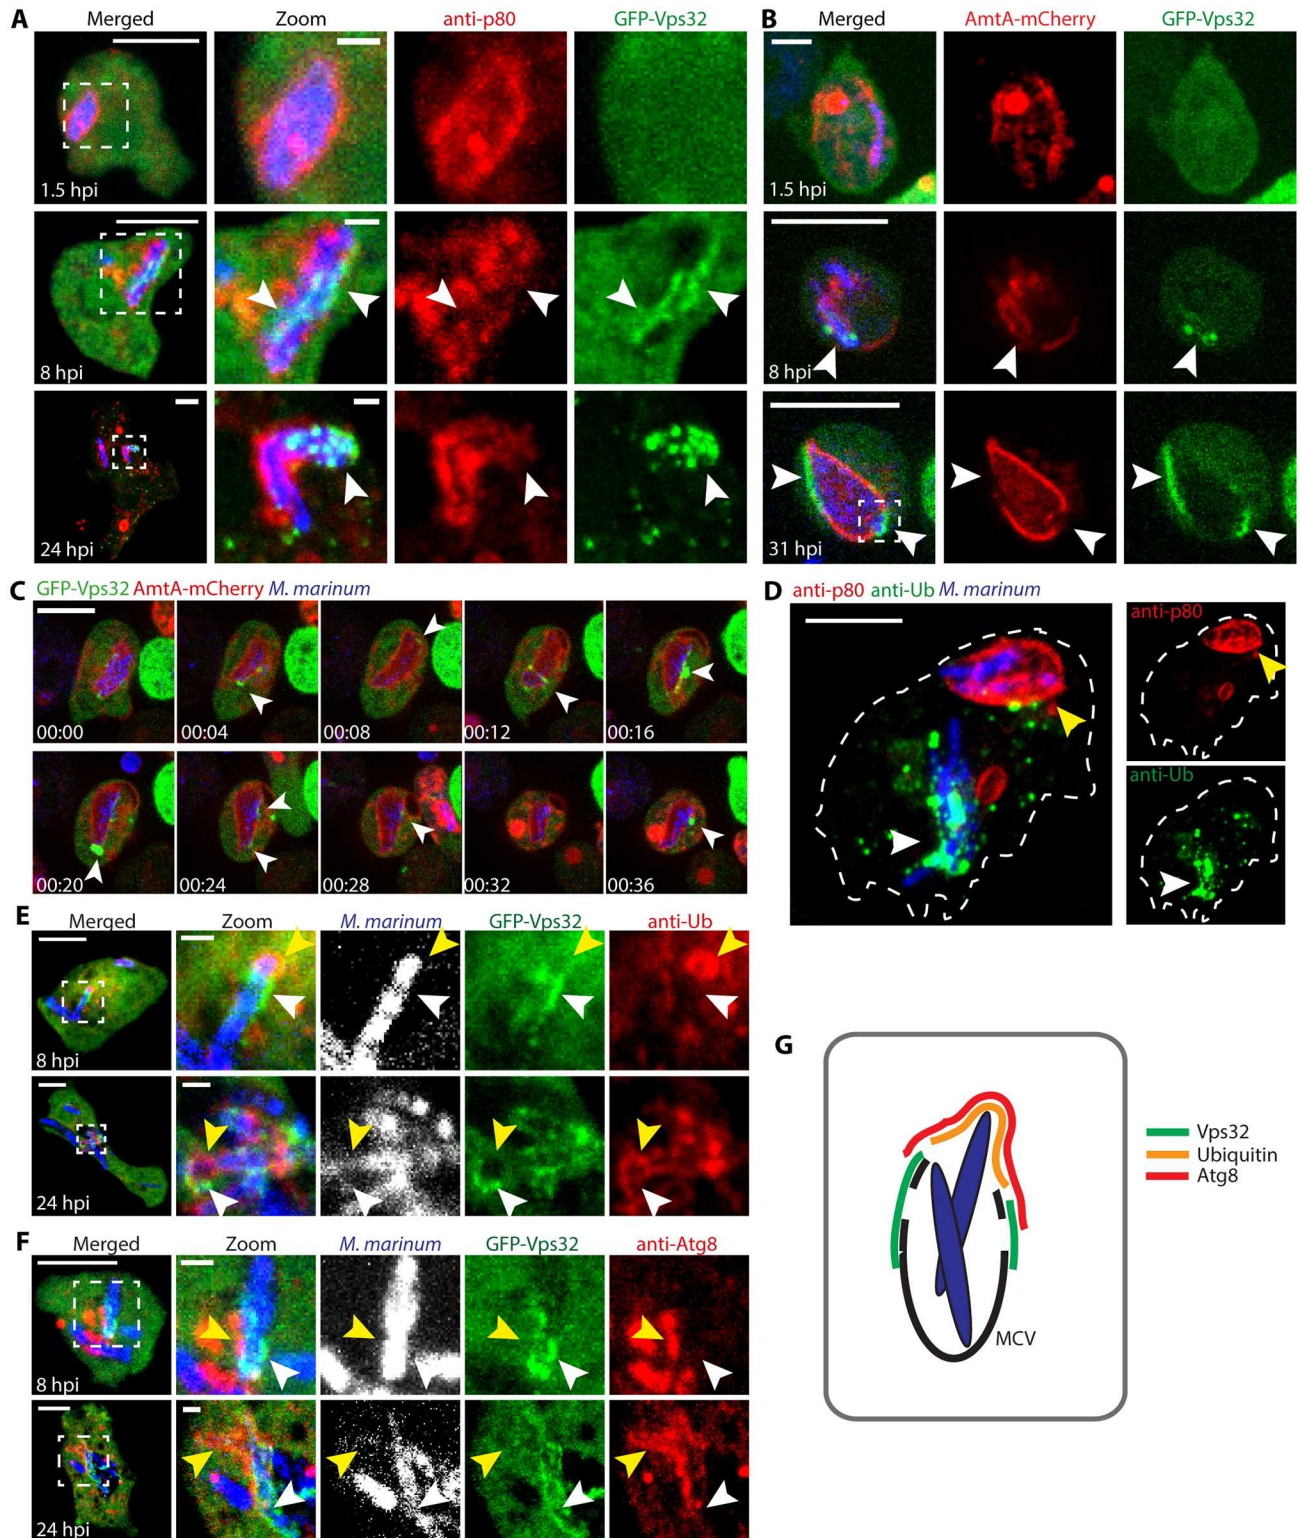 A
Merged Zoom anti-p80 GFP-Vps32
1.5 hpi
8 hpi
24 hpi
B
Merged AmtA-mCherry GFP-Vps32
1.5 hpi
8 hpi
31 hpi
C
GFP-Vps32 AmtA-mCherry M. marinum
00:00 00:04 00:08 00:12 00:16
00:20 00:24 00:28 00:32 00:36
D
anti-p80 anti-Ub M. marinum
anti-p80
anti-Ub
E
Merged Zoom M. marinum GFP-Vps32 anti-Ub
8 hpi
24 hpi
F
Merged Zoom M. marinum GFP-Vps32 anti-Atg8
8 hpi
24 hpi
G
Vps32
Ubiquitin
Atg8
MCV